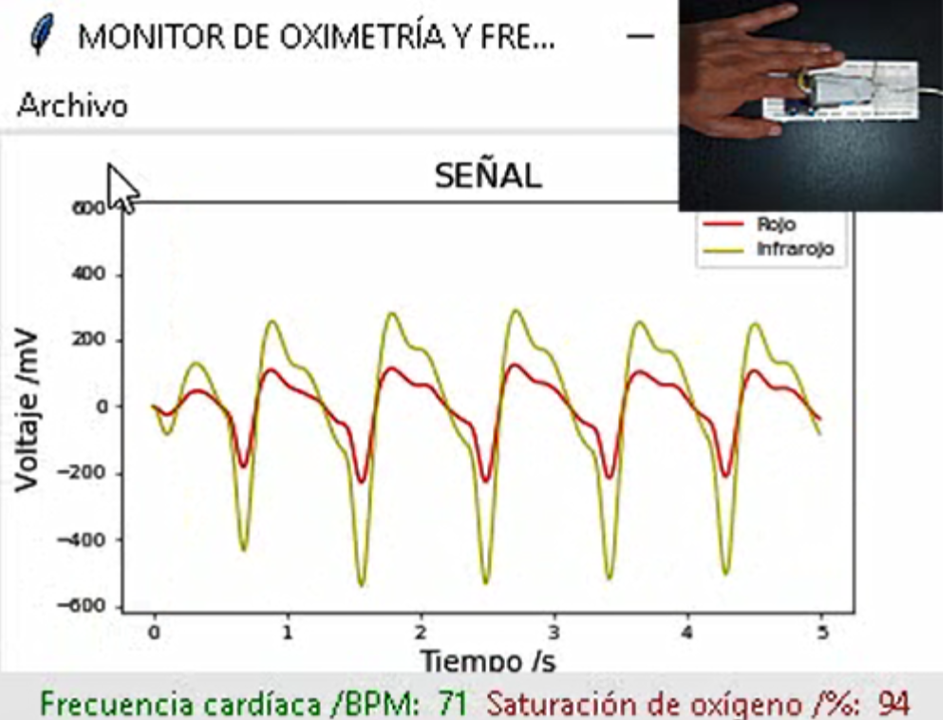 MONITOR DE OXIMETRÍA Y FRE...
Archivo
SEÑAL
Rojo
Infrarojo
600
400
200
0
−200
−400
−600
Voltaje /mV
0 1 2 3 4 5
Tiempo /s
Frecuencia cardíaca /BPM: 71 Saturación de oxígeno /%: 94